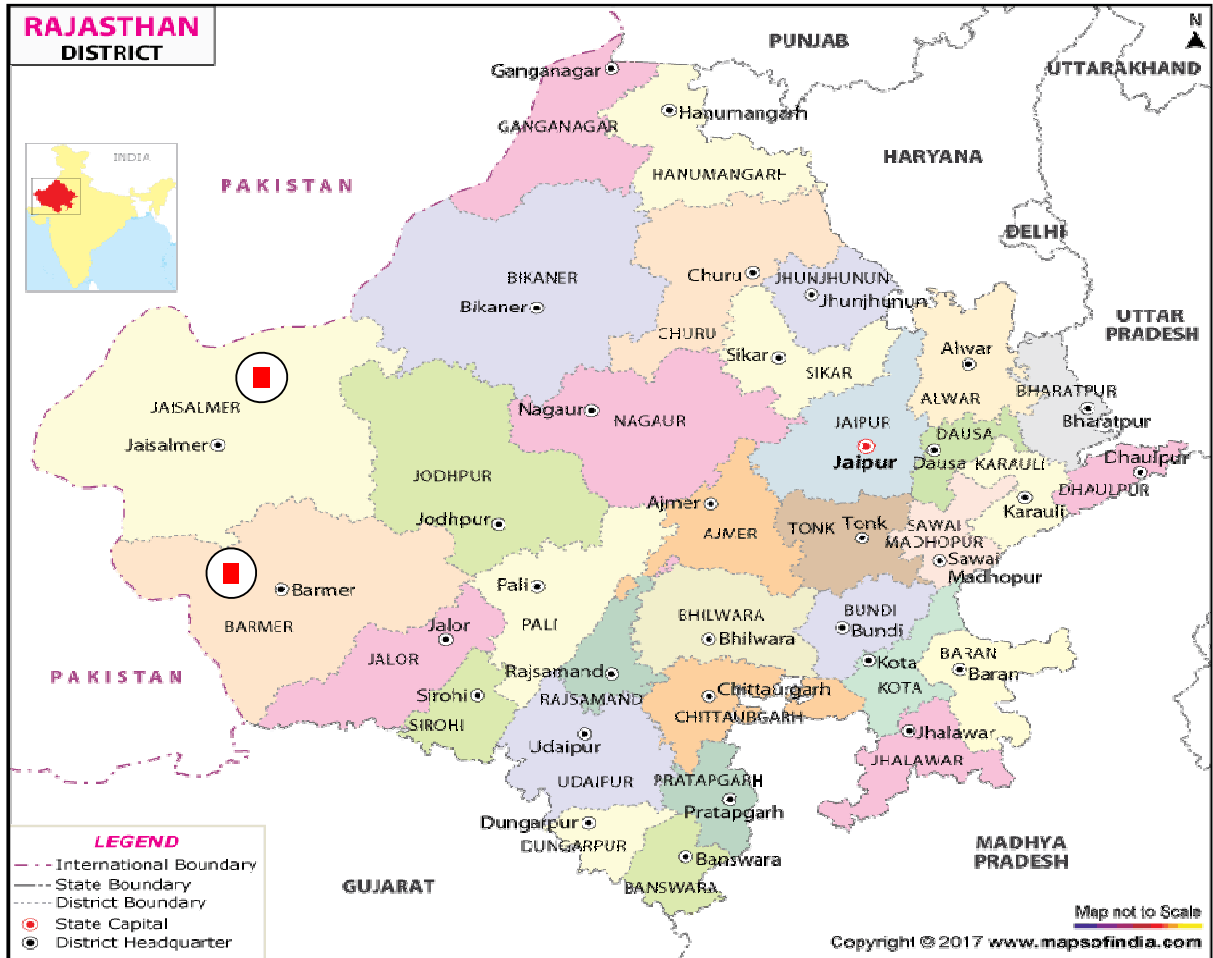 RAJASTHAN
DISTRICT
N
PUNJAB
UTTARAKHAND
Ganganagar
GANGANAGAR
Hanumangarh
HARYANA
INDIA
PAKISTAN
HANUMANGARH
DELHI
BIKANER
Bikaner
Churu
JHUNJHUNUN
Jhunjhunun
CHURU
UTTAR
PRADESH
Sikar
SIKAR
Alwar
ALWAR
BHARATPUR
Bharatpur
JAISALMER
Jaisalmer
Nagaur
NAGAUR
JAIPUR
Jaipur
DAUSA
Dausa
KARAULI
Karauli
Dhaulpur
DHAULPUR
JODHPUR
Jodhpur
Ajmer
AJMER
TONK
Tonk
SAWAI
MADHOPUR
Sawai
Madhopur
Barmer
BARMER
Pali
PALI
BHILWARA
Bhilwara
BUNDI
Bundi
Jalor
JALOR
Rajsamand
RAJSAMAND
Kota
KOTA
BARAN
Baran
PAKISTAN
Sirohi
SIROHI
Chittaurgarh
CHITTAURGARH
Jhalawar
JHALAWAR
Udaipur
UDAIPUR
PRATAPGARH
Pratapgarh
Dungarpur
DUNGARPUR
Banswara
BANSWARA
GUJARAT
MADHYA
PRADESH
LEGEND
International Boundary
State Boundary
District Boundary
State Capital
District Headquarter
Map not to Scale
Copyright © 2017 www.mapsofindia.com